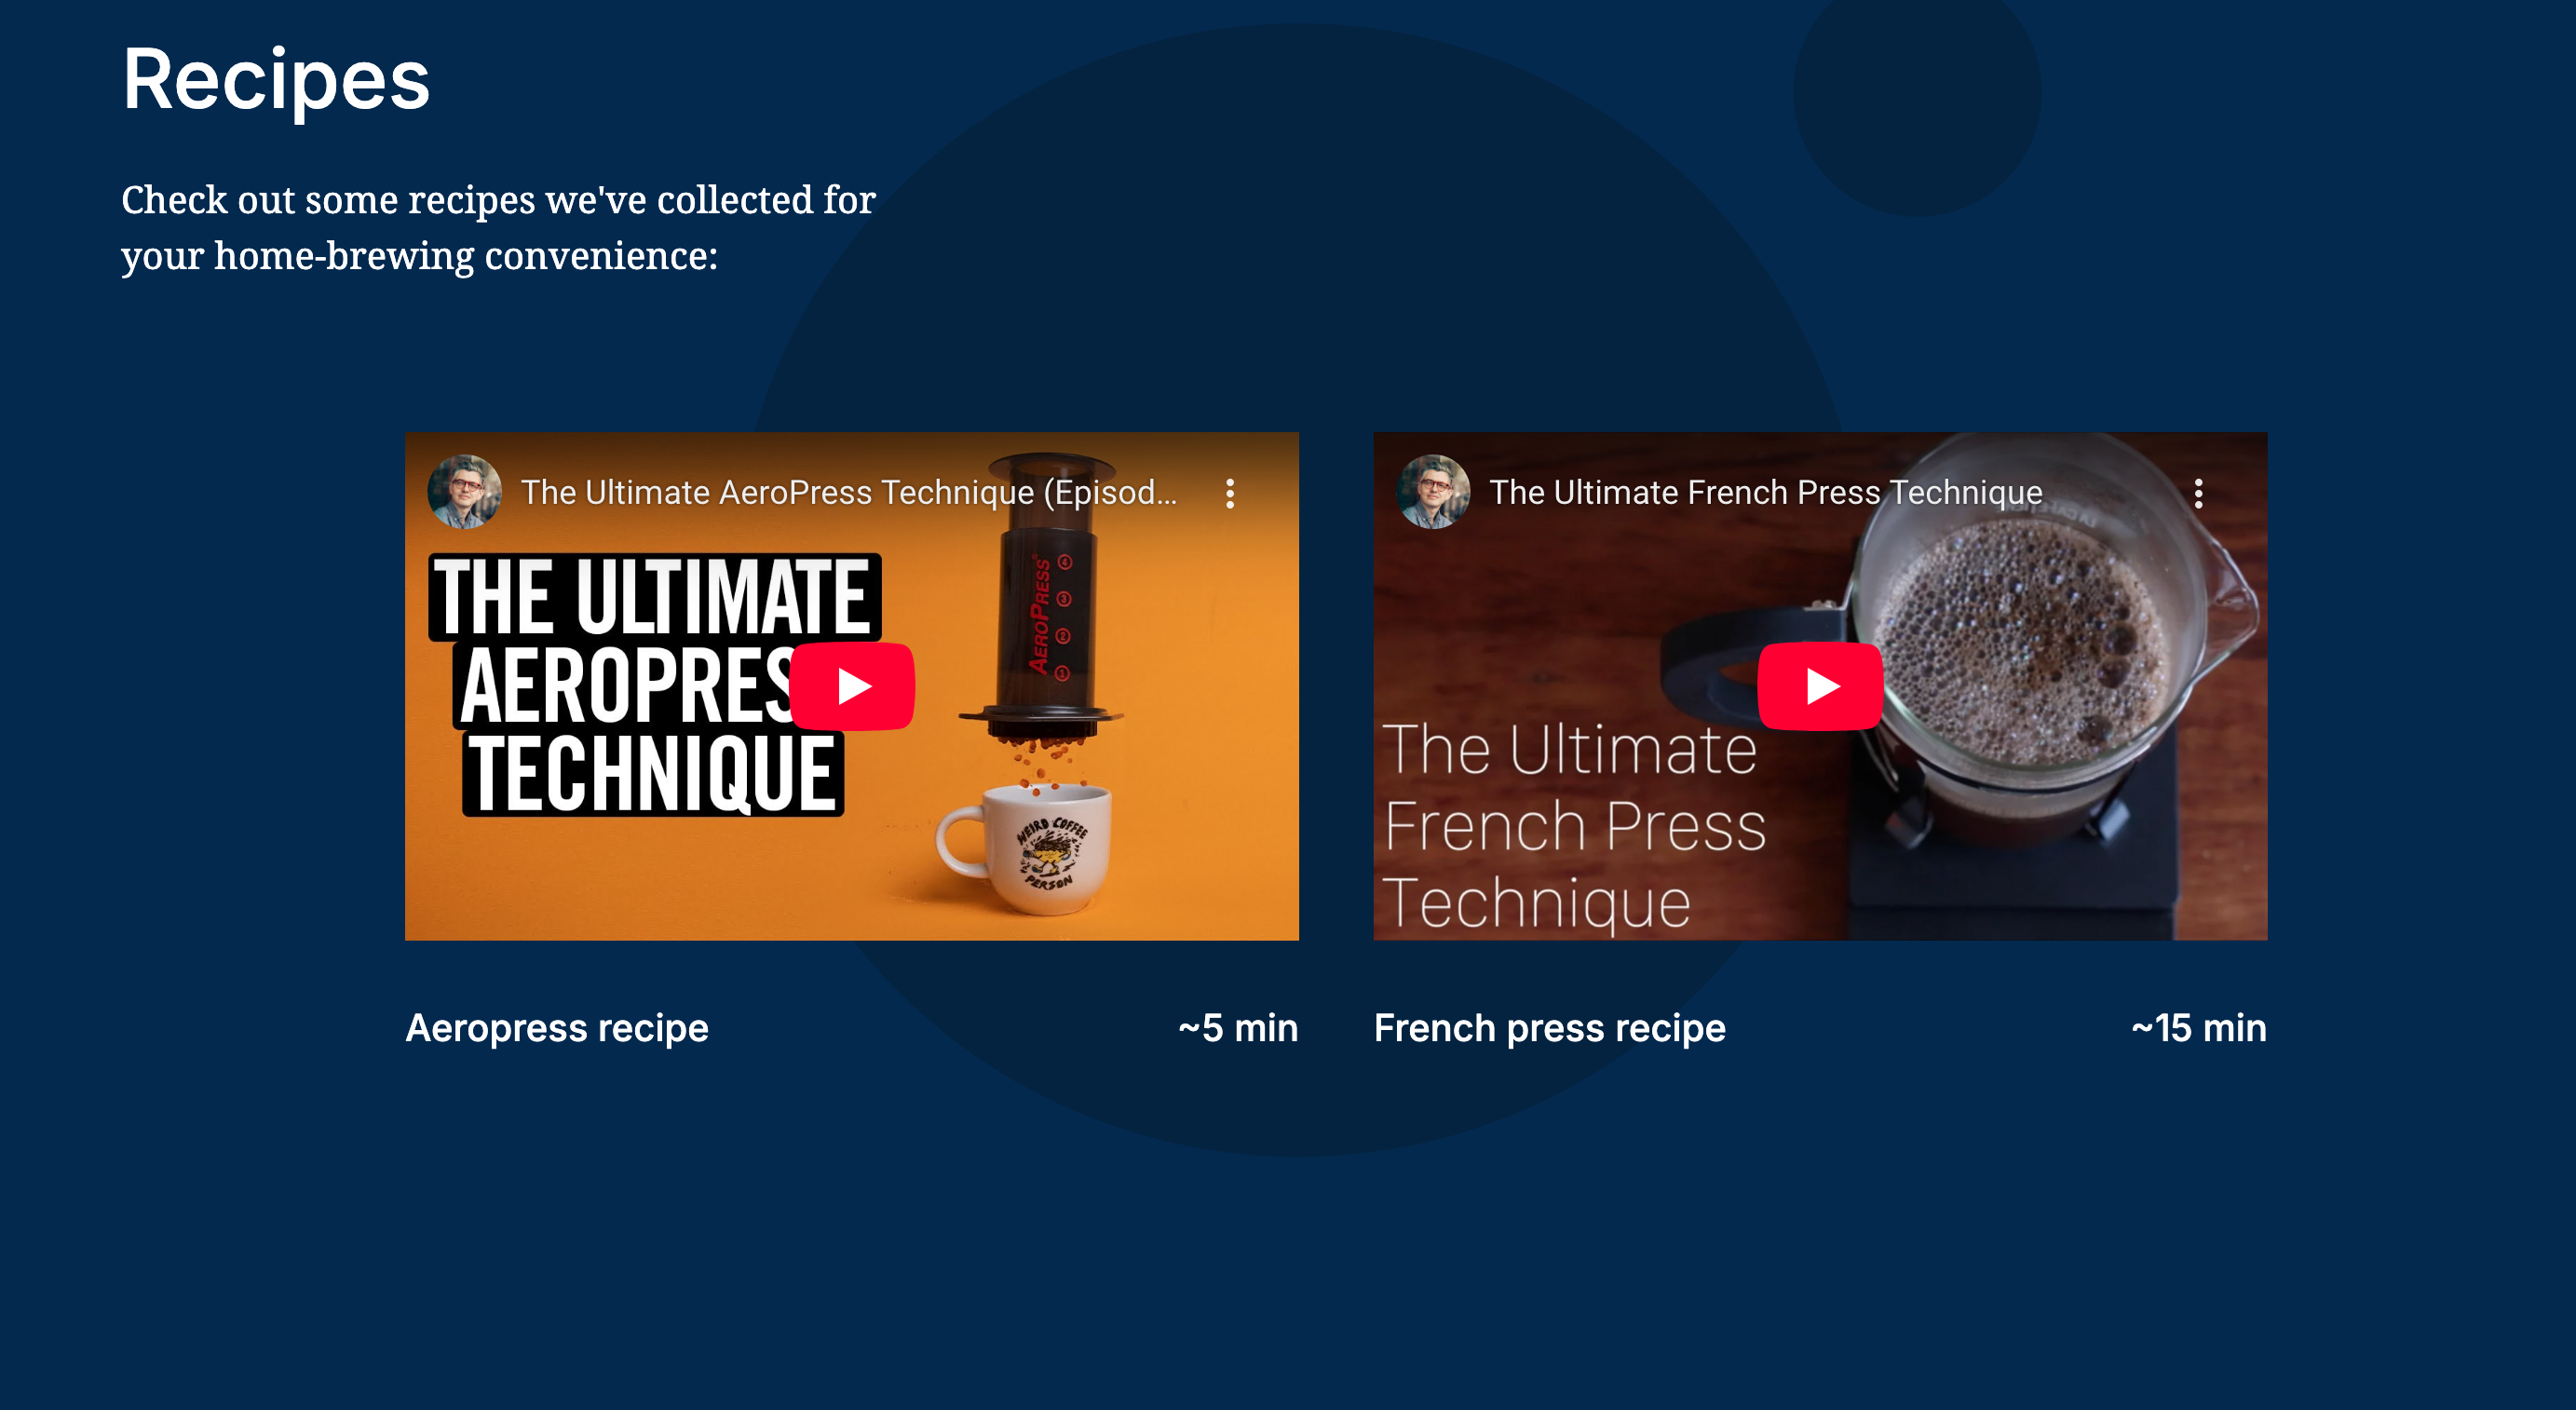 Recipes
Check out some recipes we've collected for
your home-brewing convenience:
The Ultimate AeroPress Technique (Episod...
THE ULTIMATE
AEROPRES
TECHNIQUE
AEROPRESS
4
3
2
1
WEIRD COFFEE
PERSON
The Ultimate French Press Technique
The Ultimate
French Press
Technique
Aeropress recipe
~5 min
French press recipe
~15 min